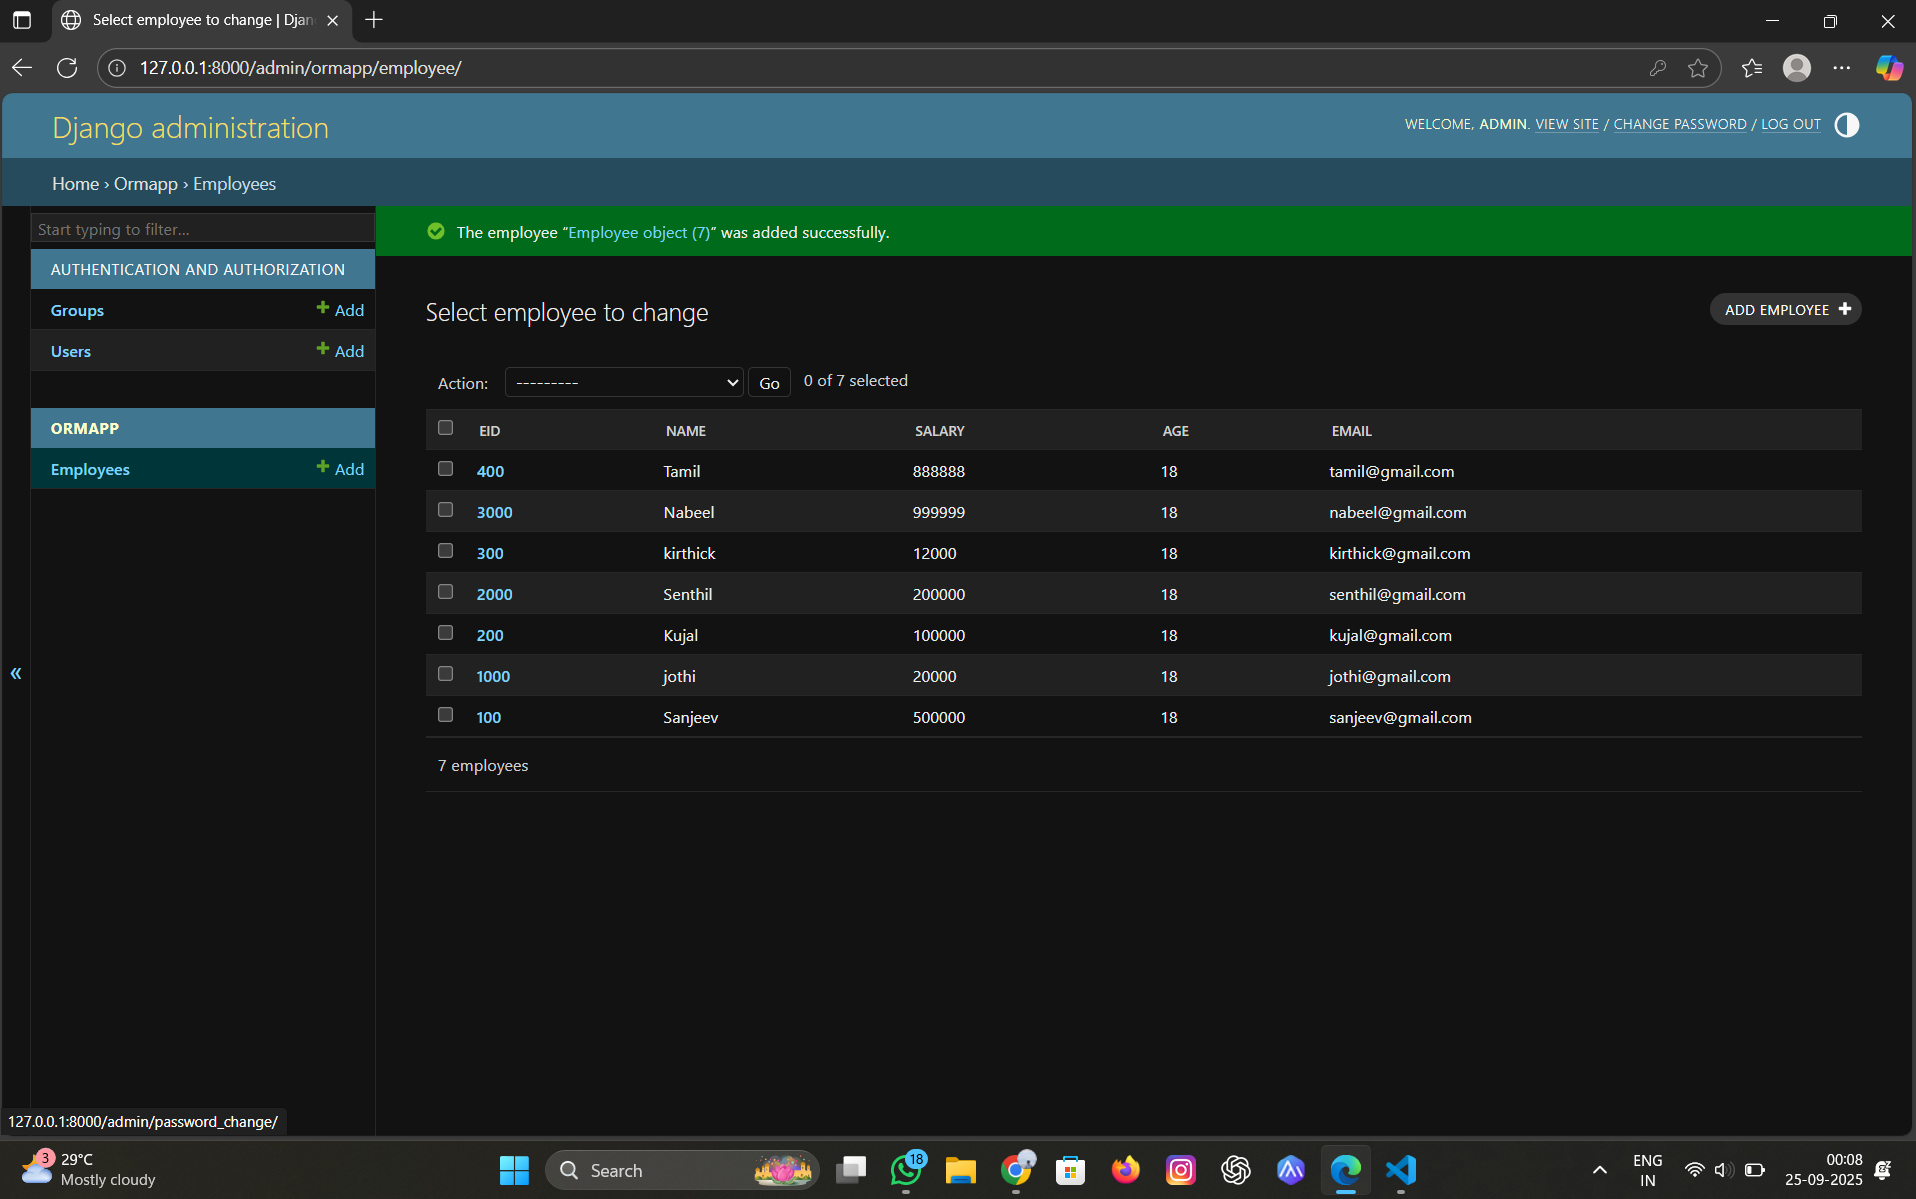 Select employee to change | Djan
127.0.0.1:8000/admin/ormapp/employee/
Django administration
WELCOME, ADMIN. VIEW SITE / CHANGE PASSWORD / LOG OUT
Home › Ormapp › Employees
Start typing to filter...
The employee “Employee object (7)” was added successfully.
AUTHENTICATION AND AUTHORIZATION
Groups Add
Users Add
ORMAPP
Employees Add
«
Select employee to change
ADD EMPLOYEE
Action: --------- Go 0 of 7 selected
EID NAME SALARY AGE EMAIL
400 Tamil 888888 18 tamil@gmail.com
3000 Nabeel 999999 18 nabeel@gmail.com
300 kirthick 12000 18 kirthick@gmail.com
2000 Senthil 200000 18 senthil@gmail.com
200 Kujal 100000 18 kujal@gmail.com
1000 jothi 20000 18 jothi@gmail.com
100 Sanjeev 500000 18 sanjeev@gmail.com
7 employees
127.0.0.1:8000/admin/password_change/
3
29°C
Mostly cloudy
Search
18
ENG
IN
00:08
25-09-2025